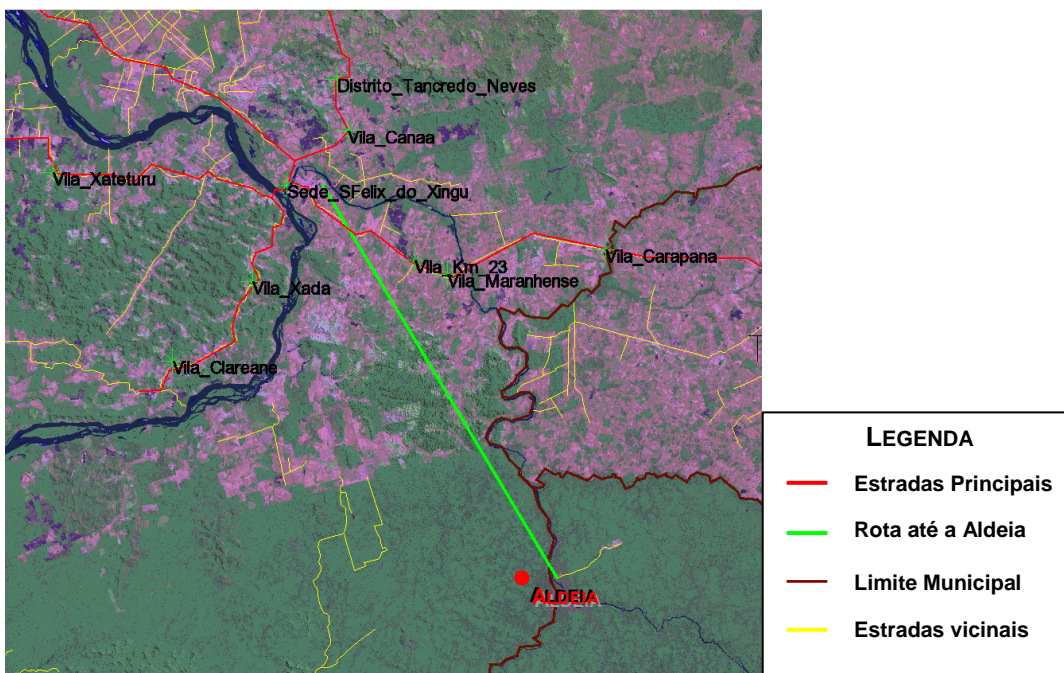 Distrito_Tancredo_Neves
Vila_Canaa
Vila_Xateturu
Sede_SFelix_do_Xingu
Vila_Carapana
Vila_Km_23
Vila_Maranhense
Vila_Xada
Vila_Clareane
ALDEIA
LEGENDA
Estradas Principais
Rota até a Aldeia
Limite Municipal
Estradas vicinais